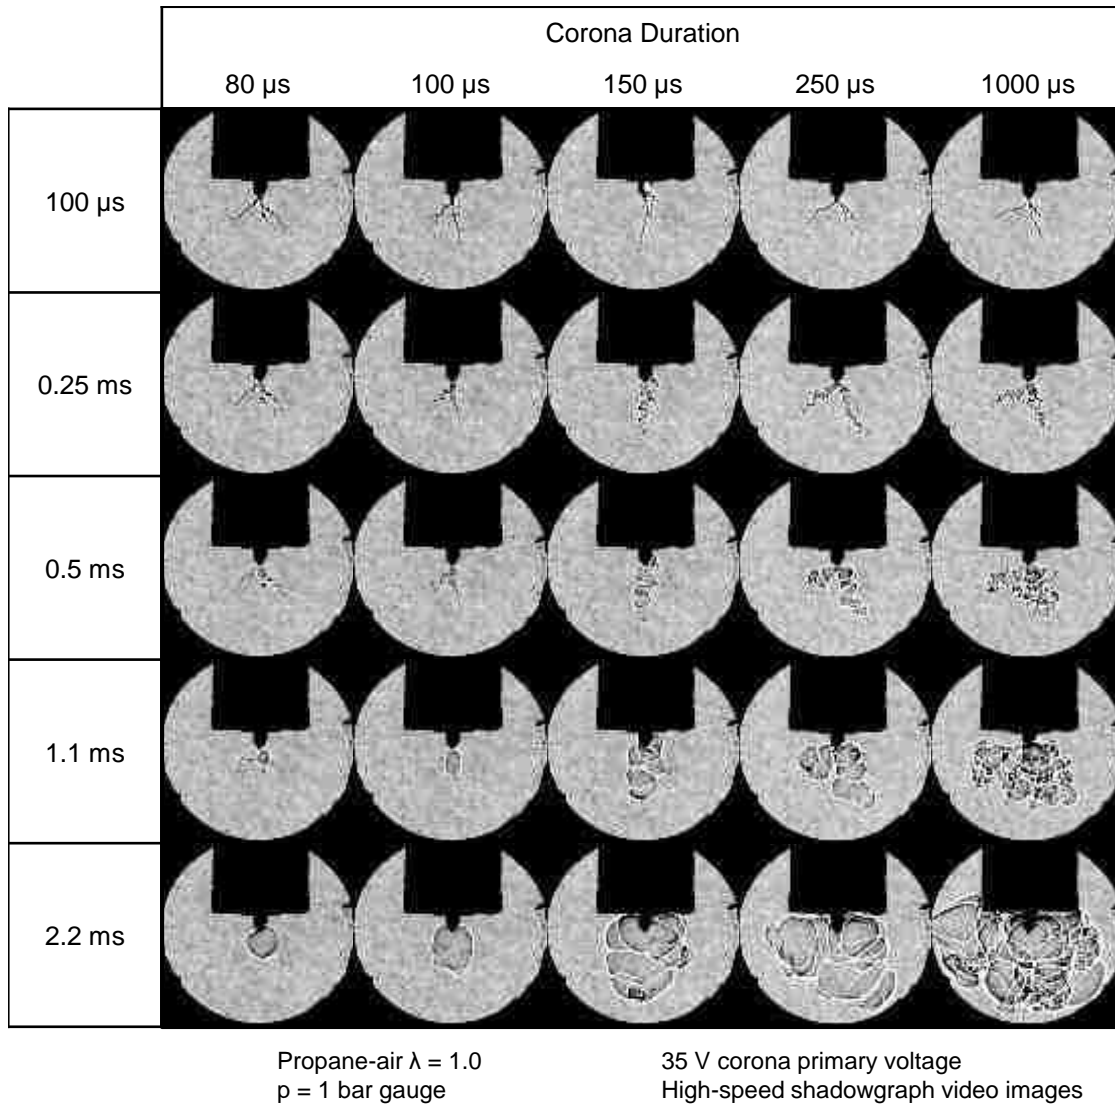 Corona Duration
80 µs 100 µs 150 µs 250 µs 1000 µs
100 µs
0.25 ms
0.5 ms
1.1 ms
2.2 ms
Propane-air λ = 1.0 35 V corona primary voltage
p = 1 bar gauge High-speed shadowgraph video images